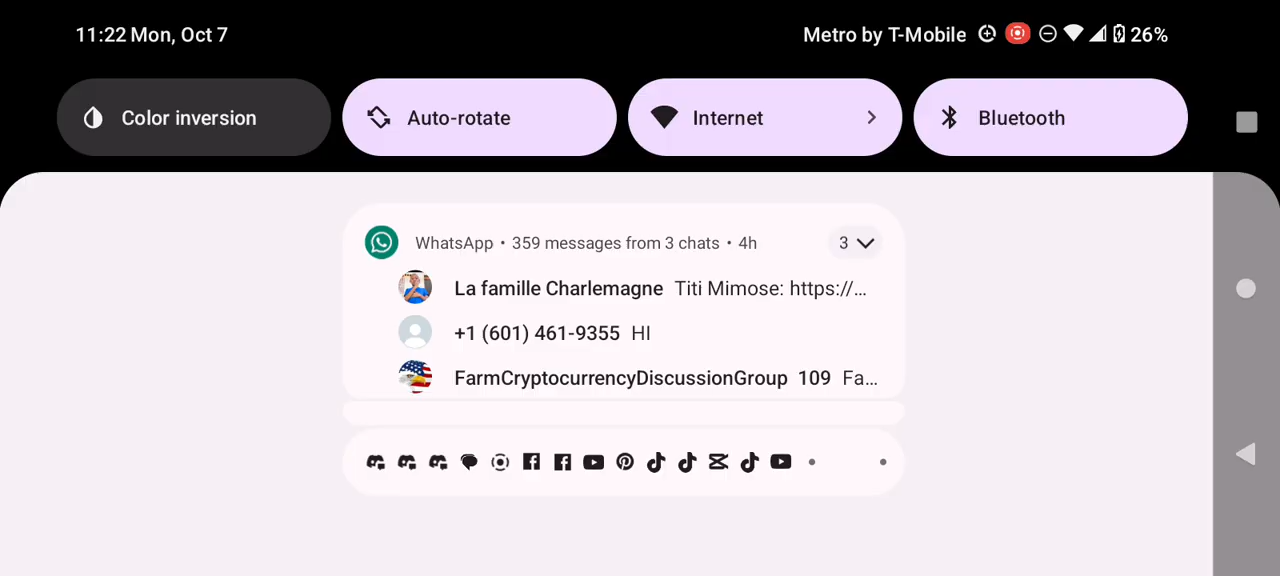 11:22 Mon, Oct 7
Metro by T-Mobile 26%
Color inversion
Auto-rotate
Internet
Bluetooth
WhatsApp • 359 messages from 3 chats • 4h
3
La famille Charlemagne Titi Mimose: https://…
+1 (601) 461-9355 HI
FarmCryptocurrencyDiscussionGroup 109 Fa…